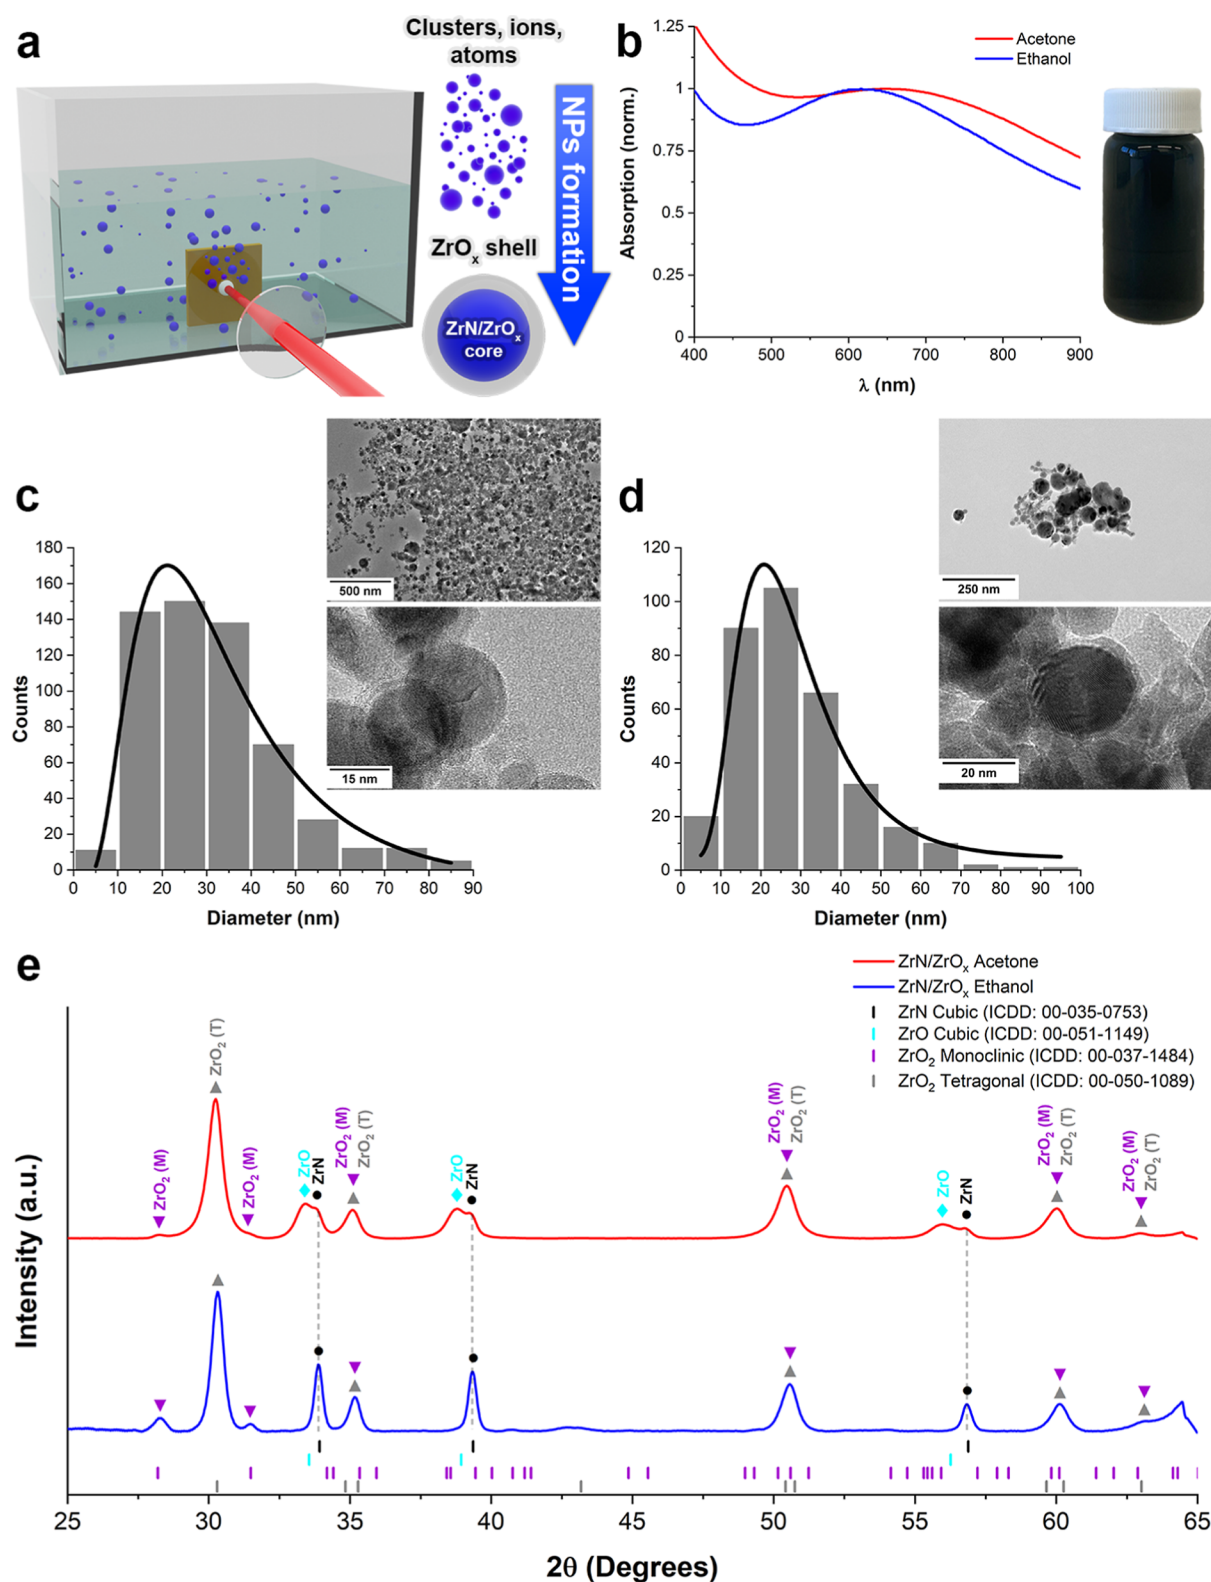 a
Clusters, ions,
atoms
NPs formation
ZrOₓ shell
ZrN/ZrOₓ
core
b
Acetone
Ethanol
1.25
1
0.75
0.5
0.25
0
Absorption (norm.)
400 500 600 700 800 900
λ (nm)
c
500 nm
15 nm
180
160
140
120
100
80
60
40
20
0
Counts
0 10 20 30 40 50 60 70 80 90
Diameter (nm)
d
250 nm
20 nm
120
100
80
60
40
20
0
Counts
0 10 20 30 40 50 60 70 80 90 100
Diameter (nm)
e
ZrN/ZrOₓ Acetone
ZrN/ZrOₓ Ethanol
ZrN Cubic (ICDD: 00-035-0753)
ZrO Cubic (ICDD: 00-051-1149)
ZrO₂ Monoclinic (ICDD: 00-037-1484)
ZrO₂ Tetragonal (ICDD: 00-050-1089)
ZrO₂ (M)
ZrO₂ (T)
ZrO₂ (M)
ZrO
ZrN
ZrO₂ (M)
ZrO₂ (T)
ZrO
ZrN
ZrO₂ (M)
ZrO₂ (T)
ZrO
ZrN
ZrO₂ (M)
ZrO₂ (T)
ZrO₂ (M)
ZrO₂ (T)
Intensity (a.u.)
25 30 35 40 45 50 55 60 65
2θ (Degrees)